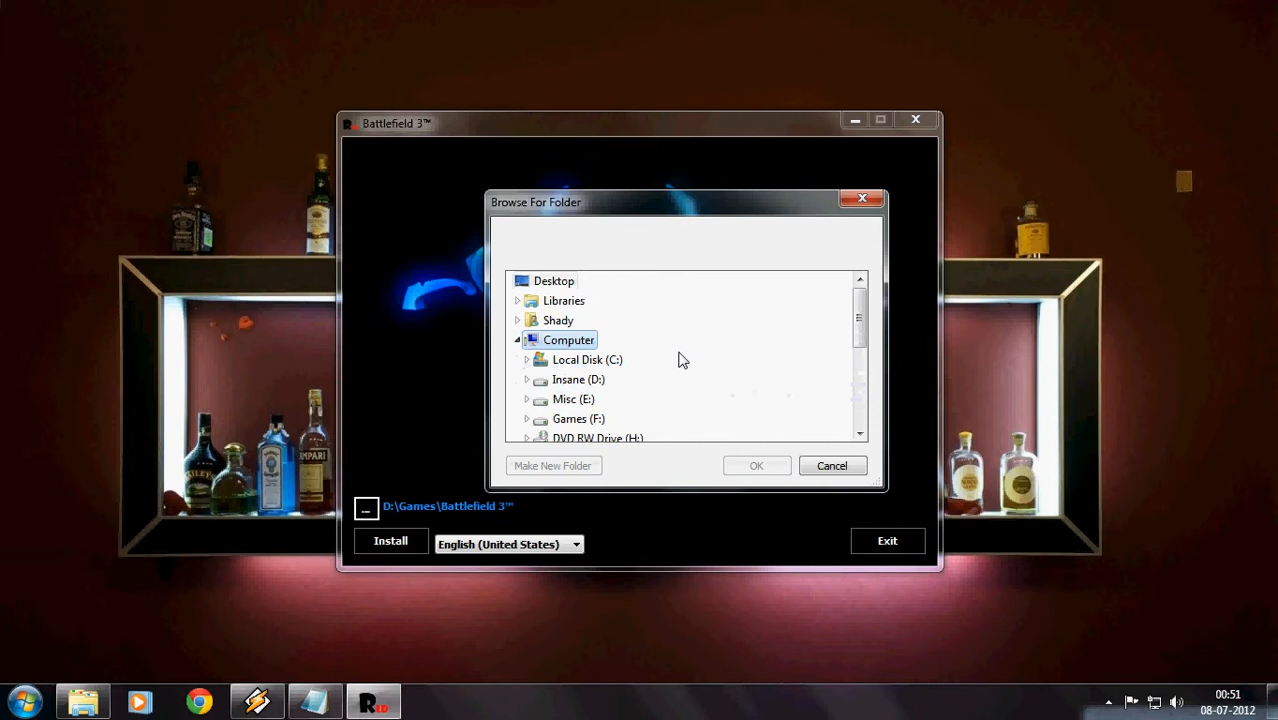 Battlefield 3™
Browse For Folder
Desktop
Libraries
Shady
Computer
Local Disk (C:)
Insane (D:)
Misc (E:)
Games (F:)
DVD RW Drive (H:)
Make New Folder
OK
Cancel
... D:\Games\Battlefield 3™
Install
English (United States)
Exit
RED
00:51
08-07-2012